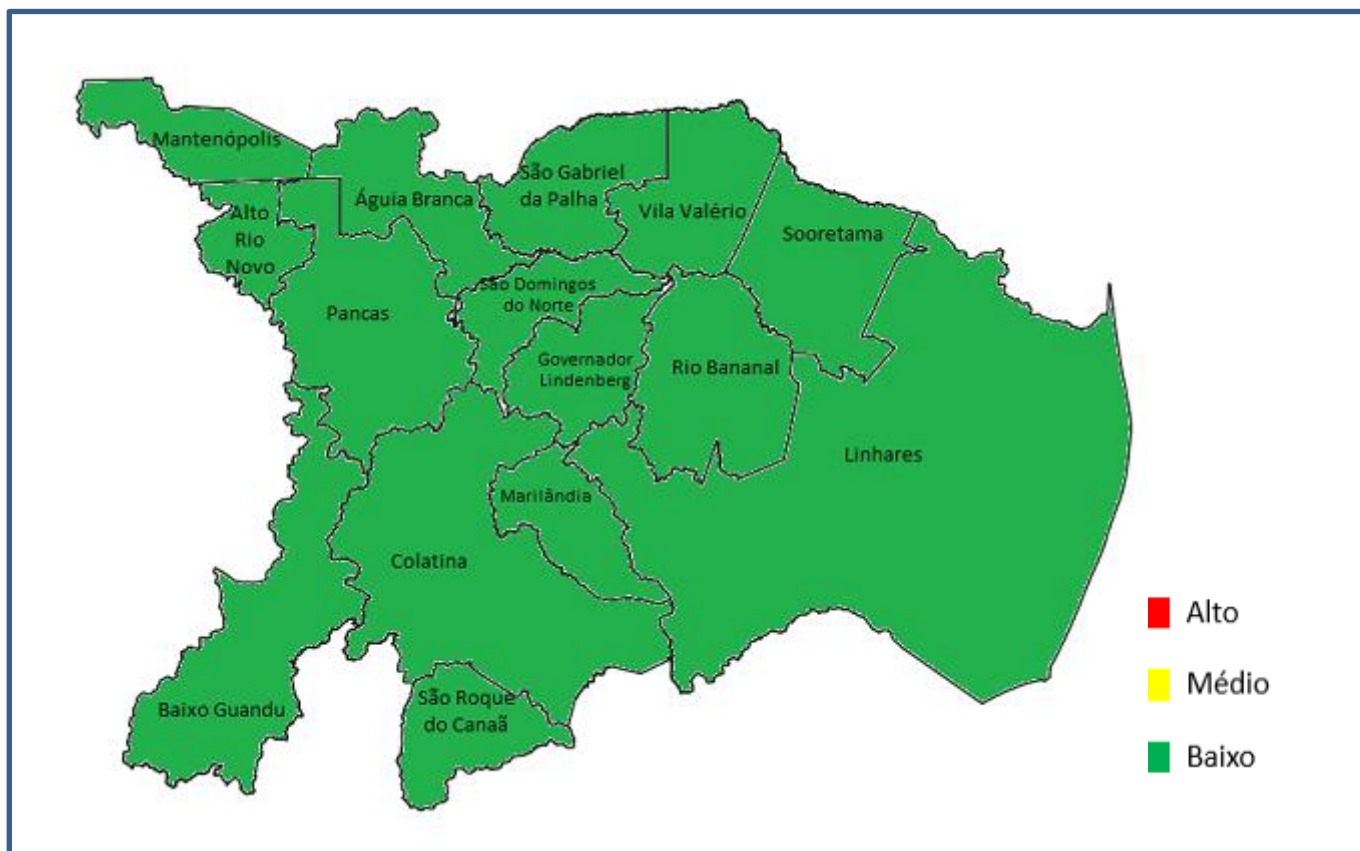 Mantenópolis
São Gabriel
da Palha
Águia Branca
Vila Valério
Alto
Rio
Novo
Sooretama
São Domingos
do Norte
Pancas
Governador
Lindenberg
Rio Bananal
Linhares
Marilândia
Colatina
Baixo Guandu
São Roque
do Canaã
Alto
Médio
Baixo